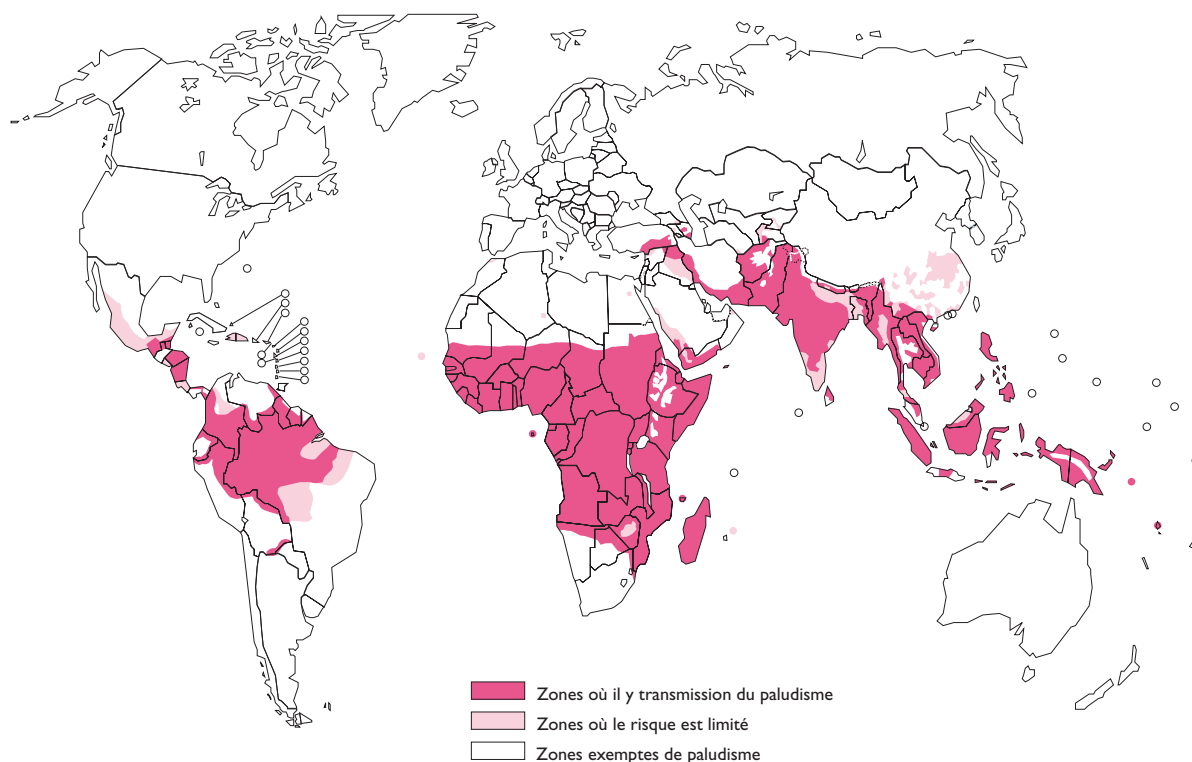 Zones où il y transmission du paludisme
Zones où le risque est limité
Zones exemptes de paludisme